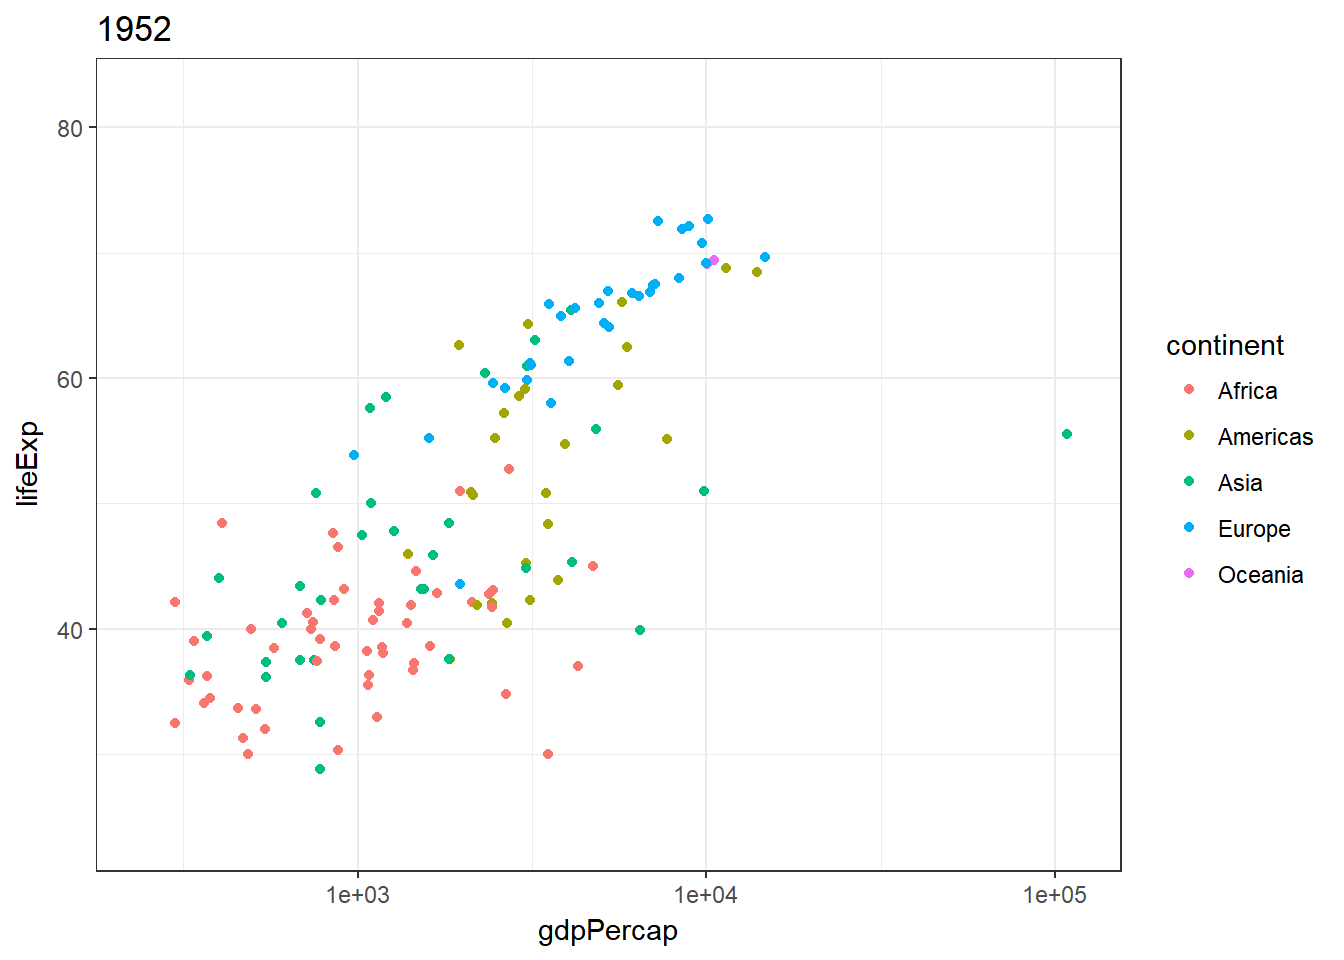 1952
80
60
40
lifeExp
1e+03
1e+04
1e+05
gdpPercap
continent
Africa
Americas
Asia
Europe
Oceania